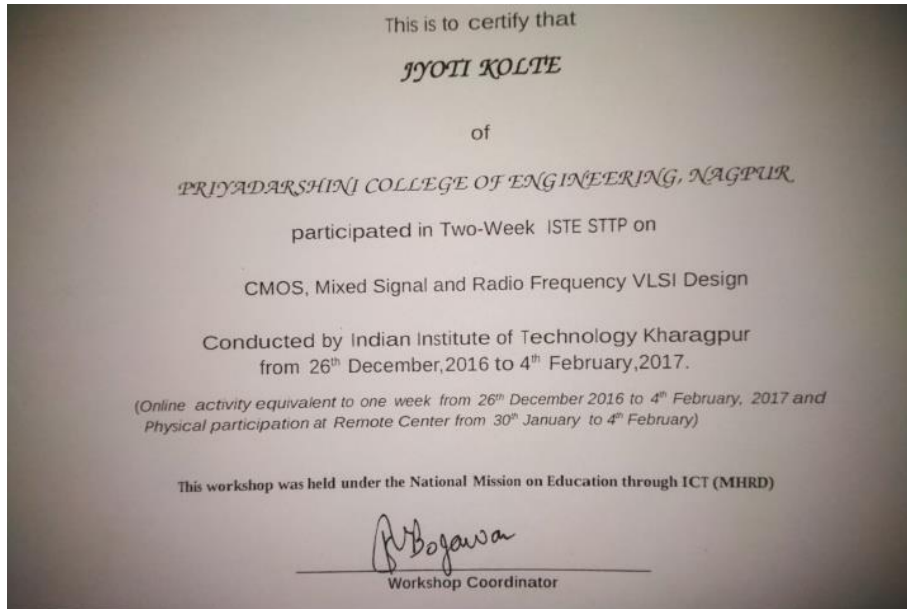 This is to certify that
JYOTI KOLTE
of
PRIYADARSHINI COLLEGE OF ENGINEERING, NAGPUR
participated in Two-Week ISTE STTP on
CMOS, Mixed Signal and Radio Frequency VLSI Design
Conducted by Indian Institute of Technology Kharagpur
from 26th December,2016 to 4th February,2017.
(Online activity equivalent to one week from 26th December 2016 to 4th February, 2017 and
Physical participation at Remote Center from 30th January to 4th February)
This workshop was held under the National Mission on Education through ICT (MHRD)
Workshop Coordinator